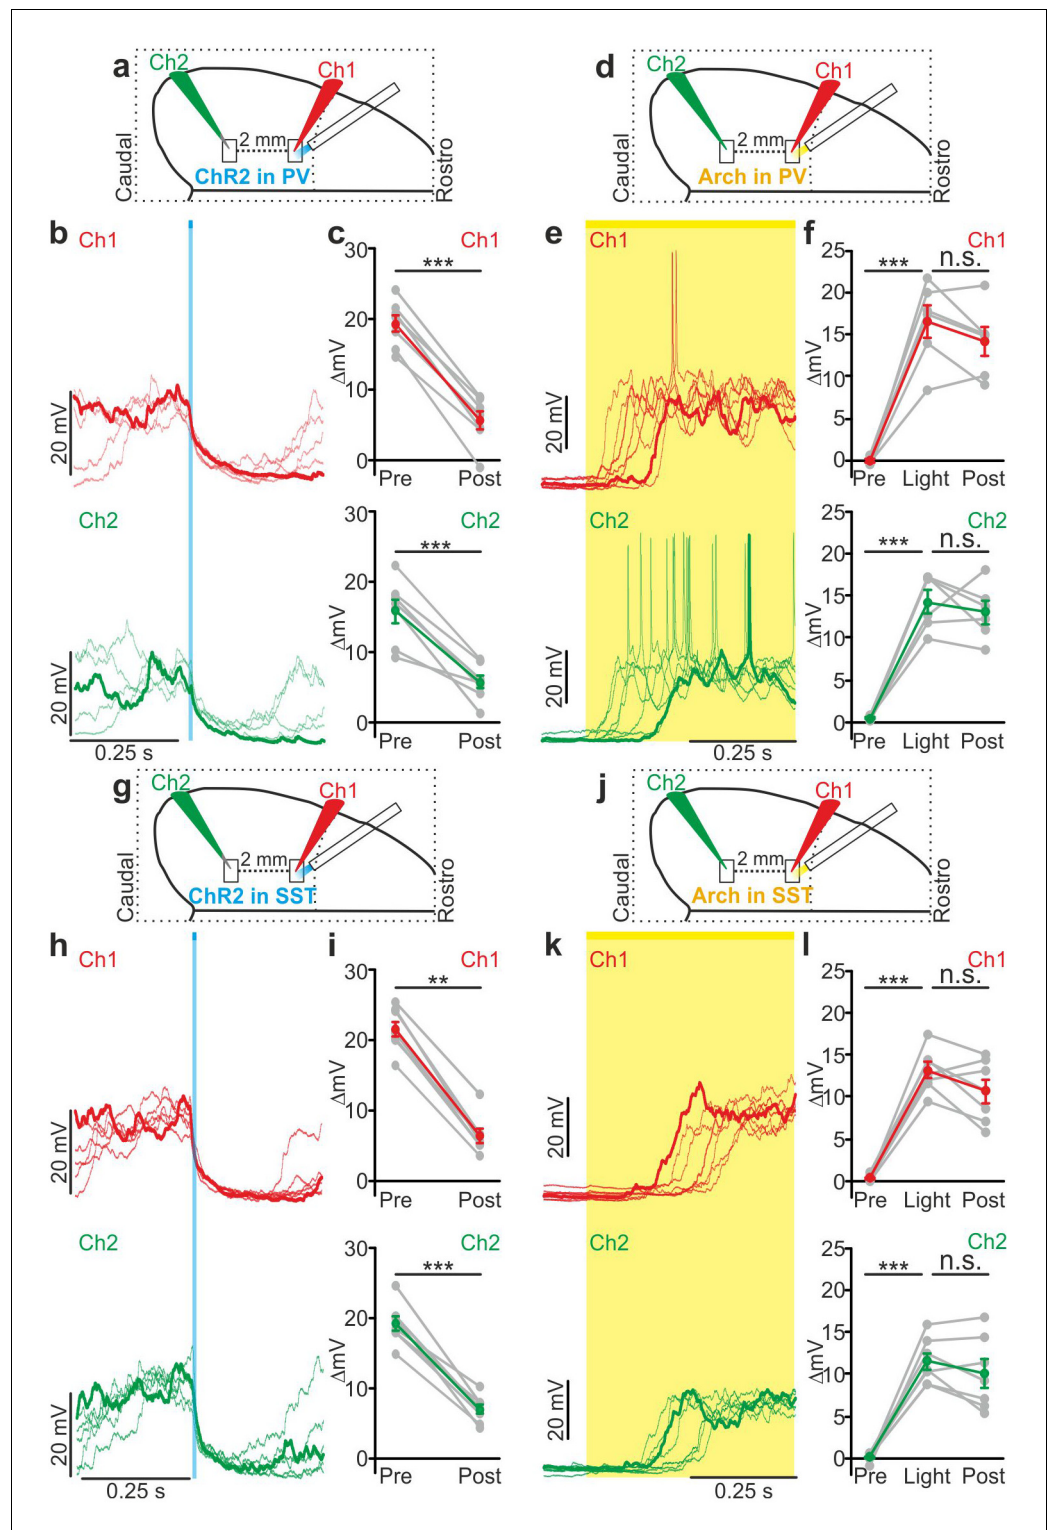 a
Ch2
Ch1
2 mm
ChR2 in PV
Caudal
Rostro
d
Ch2
Ch1
2 mm
Arch in PV
Caudal
Rostro
b
Ch1
20 mV
Ch2
20 mV
0.25 s
c
Ch1
30
20
10
0
ΔmV
***
Pre
Post
Ch2
30
20
10
0
ΔmV
***
Pre
Post
e
Ch1
20 mV
Ch2
20 mV
0.25 s
f
Ch1
25
20
15
10
5
0
ΔmV
***
n.s.
Pre
Light
Post
Ch2
25
20
15
10
5
0
ΔmV
***
n.s.
Pre
Light
Post
g
Ch2
Ch1
2 mm
ChR2 in SST
Caudal
Rostro
j
Ch2
Ch1
2 mm
Arch in SST
Caudal
Rostro
h
Ch1
20 mV
Ch2
20 mV
0.25 s
i
Ch1
30
20
10
0
ΔmV
**
Pre
Post
Ch2
30
20
10
0
ΔmV
***
Pre
Post
k
Ch1
20 mV
Ch2
20 mV
0.25 s
l
Ch1
25
20
15
10
5
0
ΔmV
***
n.s.
Pre
Light
Post
Ch2
25
20
15
10
5
0
ΔmV
***
n.s.
Pre
Light
Post